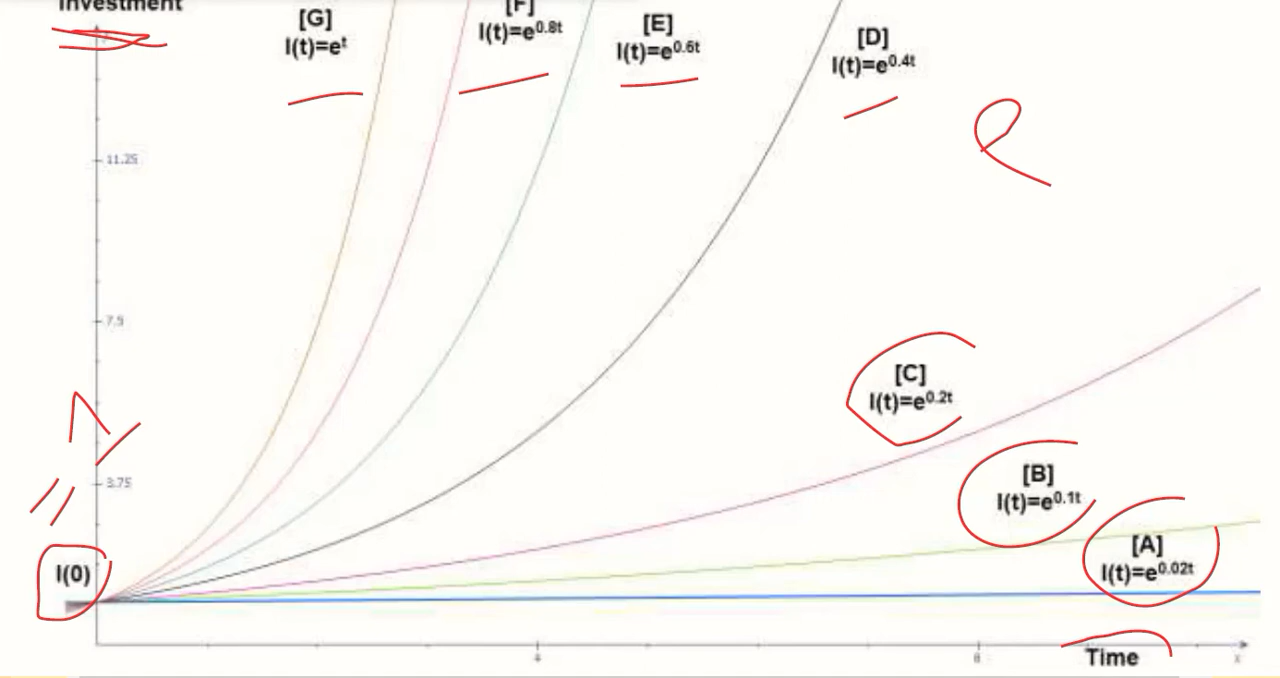 Investment
[G]
I(t)=e^t
[F]
I(t)=e^0.8t
[E]
I(t)=e^0.6t
[D]
I(t)=e^0.4t
e
11.25
7.5
[C]
I(t)=e^0.2t
3.75
[B]
I(t)=e^0.1t
[A]
I(t)=e^0.02t
I(0)
4
8
Time
x